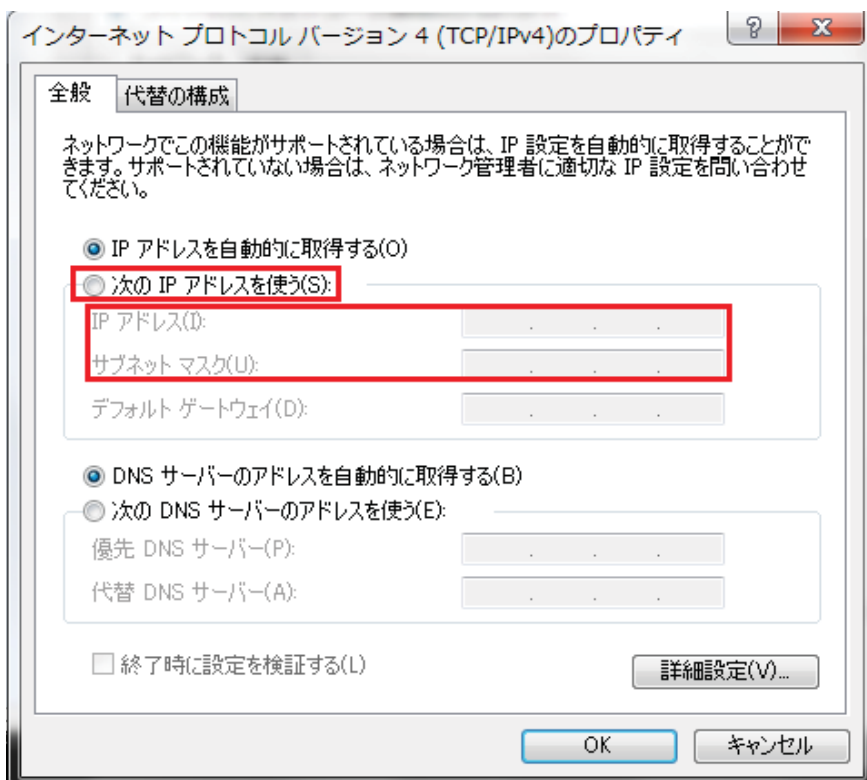 インターネット プロトコル バージョン 4 (TCP/IPv4)のプロパティ
全般
代替の構成
ネットワークでこの機能がサポートされている場合は、IP 設定を自動的に取得することがで
きます。サポートされていない場合は、ネットワーク管理者に適切な IP 設定を問い合わせ
てください。
IP アドレスを自動的に取得する(O)
次の IP アドレスを使う(S):
IP アドレス(I):
サブネット マスク(U):
デフォルト ゲートウェイ(D):
DNS サーバーのアドレスを自動的に取得する(B)
次の DNS サーバーのアドレスを使う(E):
優先 DNS サーバー(P):
代替 DNS サーバー(A):
終了時に設定を検証する(L)
詳細設定(V)...
OK
キャンセル